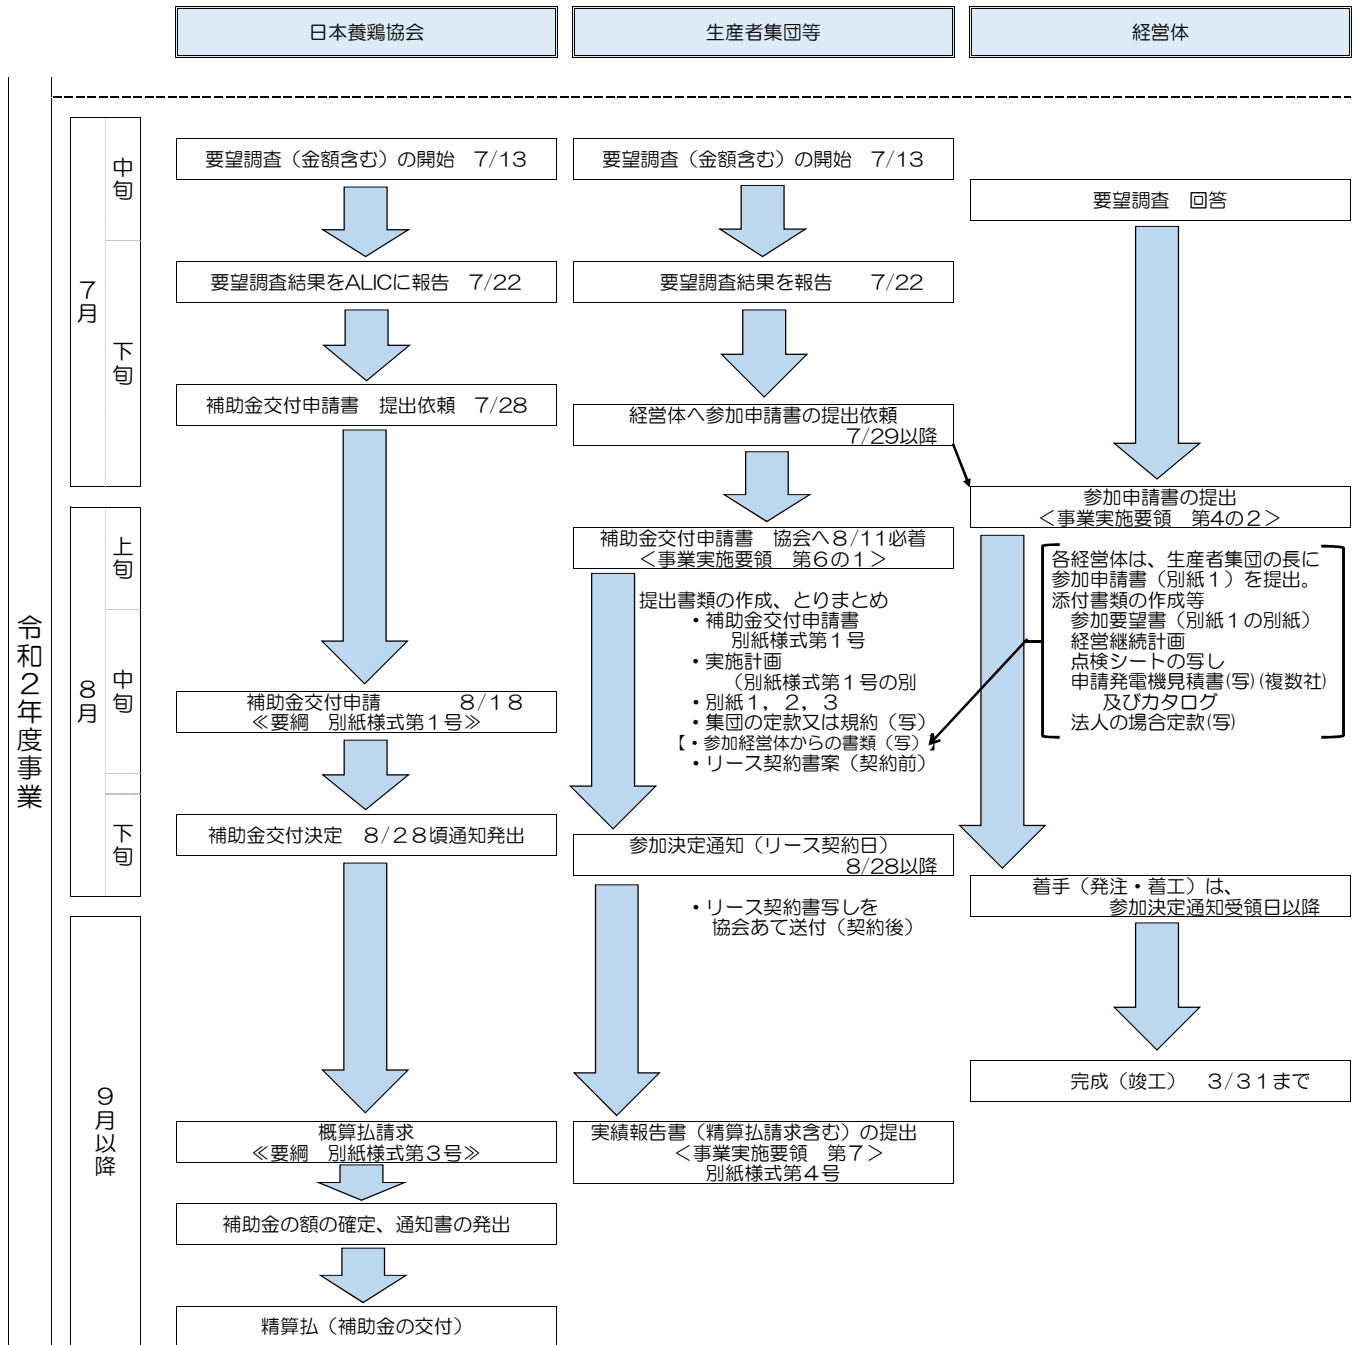 日本養鶏協会
生産者集団等
経営体
令和2年度事業
7月
中旬
下旬
8月
上旬
中旬
下旬
9月以降
要望調査（金額含む）の開始　7/13
要望調査結果をALICに報告　7/22
補助金交付申請書　提出依頼　7/28
補助金交付申請　　　8/18
≪要綱　別紙様式第1号≫
補助金交付決定　8/28頃通知発出
概算払請求
≪要綱　別紙様式第3号≫
補助金の額の確定、通知書の発出
精算払（補助金の交付）
要望調査（金額含む）の開始　7/13
要望調査結果を報告　　7/22
経営体へ参加申請書の提出依頼
7/29以降
補助金交付申請書　協会へ8/11必着
＜事業実施要領　第6の1＞
提出書類の作成、とりまとめ
・補助金交付申請書
別紙様式第1号
・実施計画
（別紙様式第1号の別
・別紙1，2，3
・集団の定款又は規約（写）
【・参加経営体からの書類（写）】
・リース契約書案（契約前）
参加決定通知（リース契約日）
8/28以降
・リース契約書写しを
協会あて送付（契約後）
実績報告書（精算払請求含む）の提出
＜事業実施要領　第7＞
別紙様式第4号
要望調査　回答
参加申請書の提出
＜事業実施要領　第4の2＞
各経営体は、生産者集団の長に
参加申請書（別紙1）を提出。
添付書類の作成等
参加要望書（別紙1の別紙）
経営継続計画
点検シートの写し
申請発電機見積書(写)(複数社)
及びカタログ
法人の場合定款(写)
着手（発注・着工）は、
参加決定通知受領日以降
完成（竣工）　3/31まで